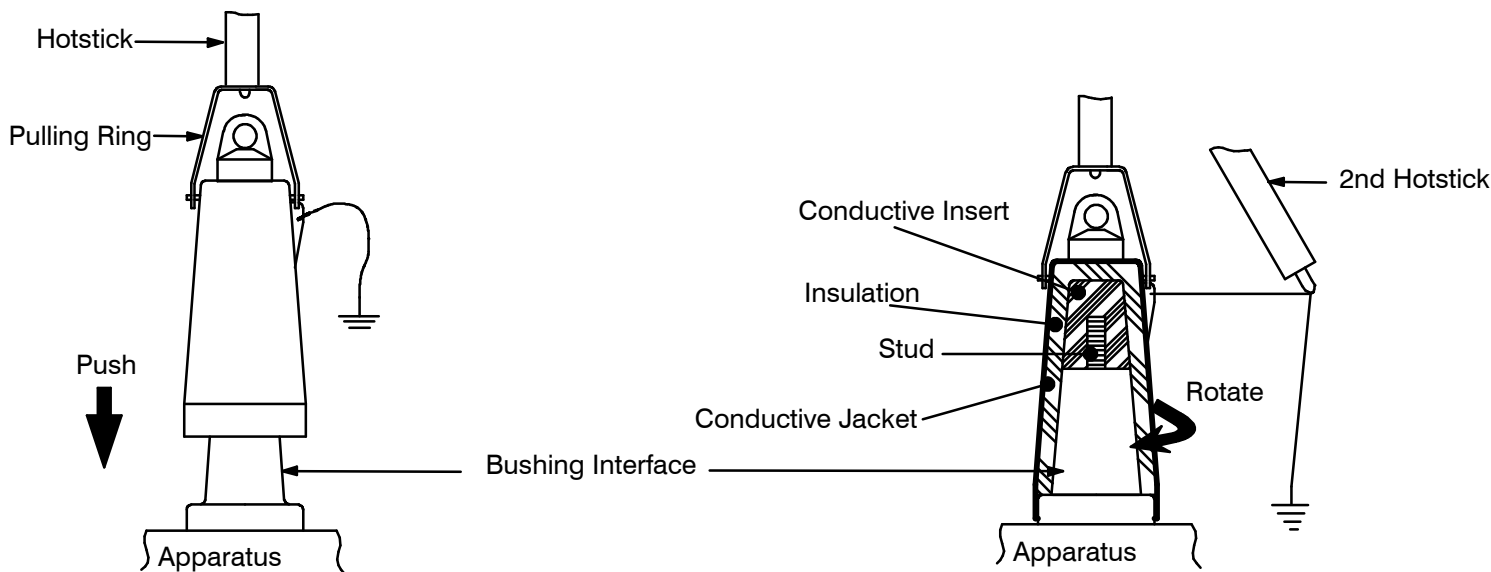 Hotstick
Pulling Ring
Push
Apparatus
Bushing Interface
Conductive Insert
Insulation
Stud
Conductive Jacket
2nd Hotstick
Rotate
Apparatus